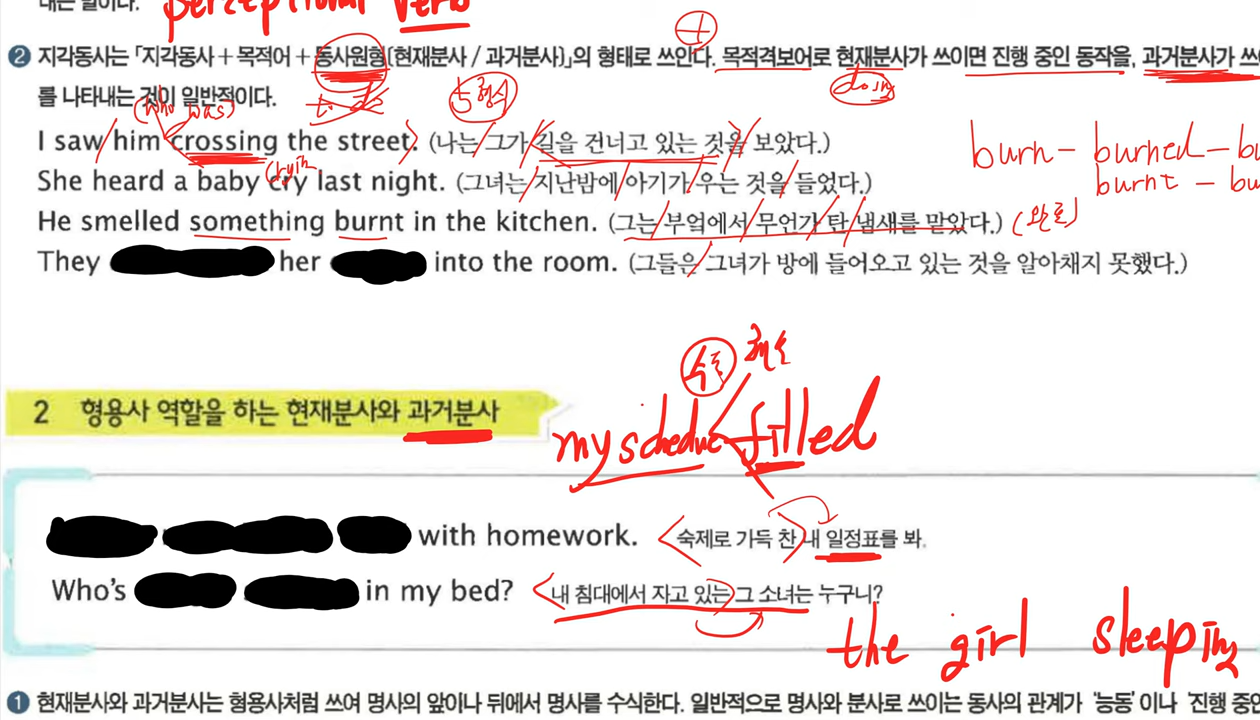 내는 말이다. perceptional verb
② 지각동사는 「지각동사 + 목적어 + 동사원형(현재분사 / 과거분사)」의 형태로 쓰인다. 목적격보어로 현재분사가 쓰이면 진행 중인 동작을, 과거분사가 쓰
(who was) to do 5형식 doing
를 나타내는 것이 일반적이다.
I saw him crossing the street. (나는 그가 길을 건너고 있는 것을 보았다.)
burn - burned - bu
She heard a baby cry last night. (그녀는 지난밤에 아기가 우는 것을 들었다.)
burnt - bu
He smelled something burnt in the kitchen. (그는 부엌에서 무언가 탄 냄새를 맡았다.) (완료)
They her into the room. (그들은 그녀가 방에 들어오고 있는 것을 알아채지 못했다.)
수동
2 형용사 역할을 하는 현재분사와 과거분사
my schedule filled
with homework. 숙제로 가득 찬 내 일정표를 봐.
Who's in my bed? 내 침대에서 자고 있는 그 소녀는 누구니?
the girl sleeping
① 현재분사와 과거분사는 형용사처럼 쓰여 명사의 앞이나 뒤에서 명사를 수식한다. 일반적으로 명사와 분사로 쓰이는 동사의 관계가 '능동'이나 '진행 중의